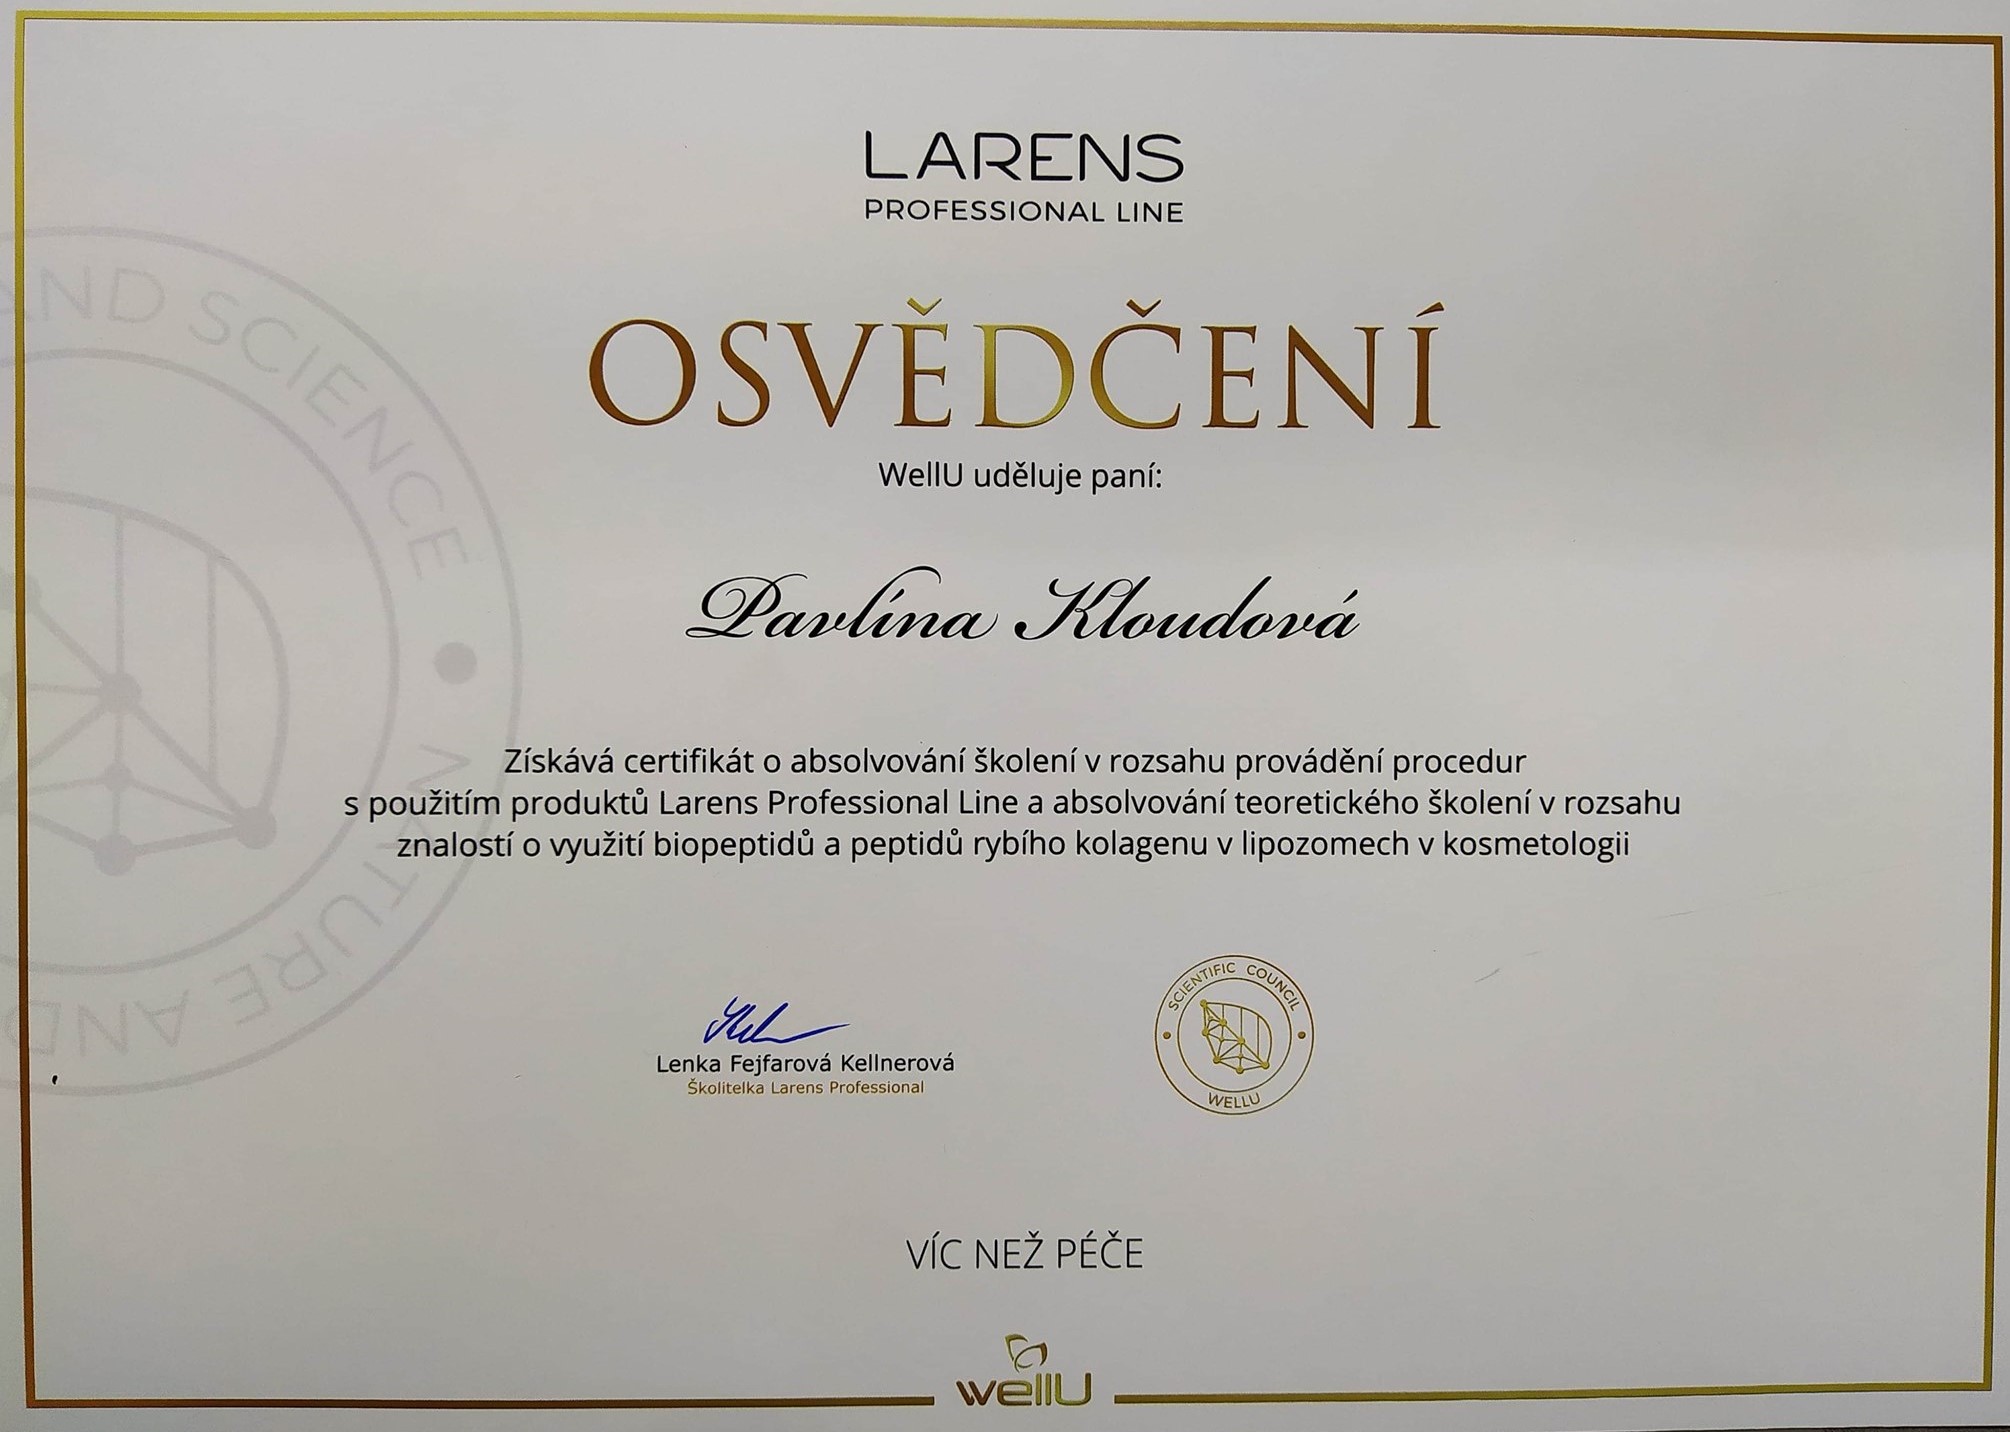 LARENS
PROFESSIONAL LINE
OSVĚDČENÍ
WellU uděluje paní:
Pavlína Kloudová
Získává certifikát o absolvování školení v rozsahu provádění procedur
s použitím produktů Larens Professional Line a absolvování teoretického školení v rozsahu
znalostí o využití biopeptidů a peptidů rybího kolagenu v lipozomech v kosmetologii
Lenka Fejfarová Kellnerová
Školitelka Larens Professional
SCIENTIFIC COUNCIL
WELLU
VÍC NEŽ PÉČE
wellU
AND SCIENCE • NATURE AND